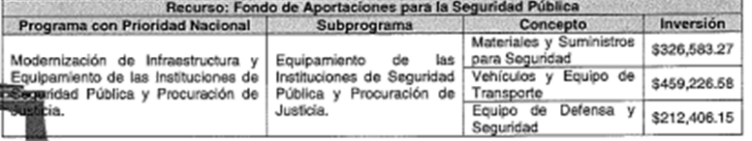 Recurso: Fondo de Aportaciones para la Seguridad Pública
Programa con Prioridad Nacional Subprograma Concepto Inversión
Modernización de Infraestructura y
Equipamiento de las Instituciones de
Seguridad Pública y Procuración de
Justicia.
Equipamiento de las
Instituciones de Seguridad
Pública y Procuración de
Justicia.
Materiales y Suministros
para Seguridad
$326,583.27
Vehículos y Equipo de
Transporte
$459,226.58
Equipo de Defensa y
Seguridad
$212,406.15